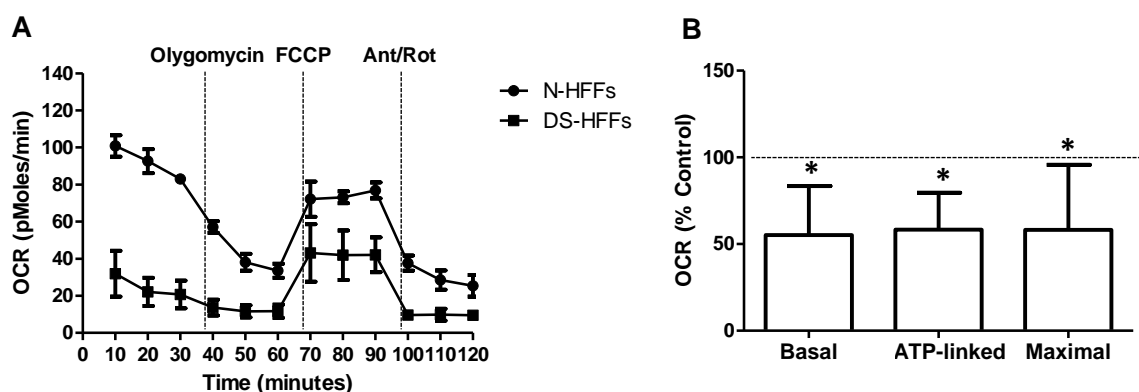 A
Olygomycin FCCP Ant/Rot
OCR (pMoles/min)
140
120
100
80
60
40
20
0
0 10 20 30 40 50 60 70 80 90 100 110 120
Time (minutes)
N-HFFs
DS-HFFs
B
OCR (% Control)
150
100
50
0
* * *
Basal ATP-linked Maximal